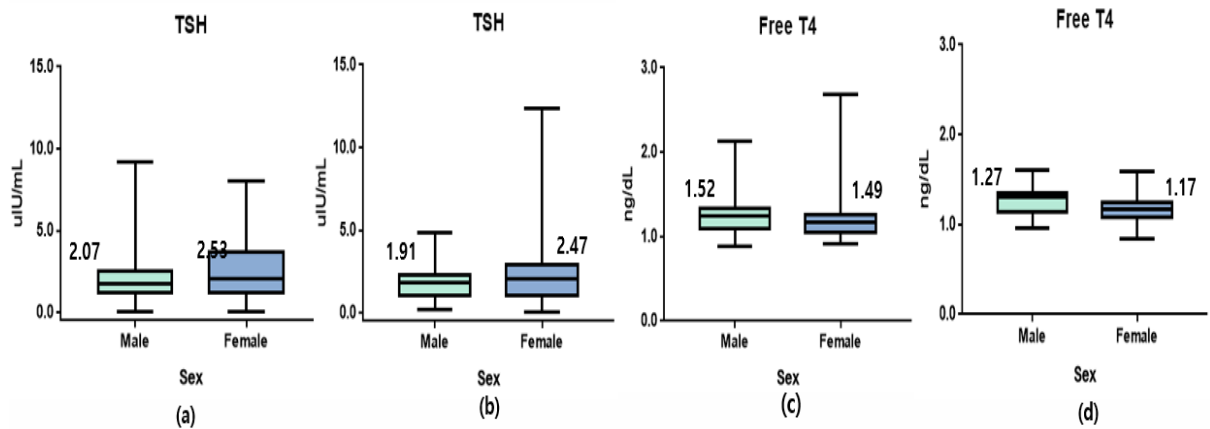 TSH
15.0
10.0
5.0
0.0
uIU/mL
2.07
2.53
Male
Female
Sex
(a)
TSH
15.0
10.0
5.0
0.0
uIU/mL
1.91
2.47
Male
Female
Sex
(b)
Free T4
3.0
2.0
1.0
0.0
ng/dL
1.52
1.49
Male
Female
Sex
(c)
Free T4
3.0
2.0
1.0
0.0
ng/dL
1.27
1.17
Male
Female
Sex
(d)